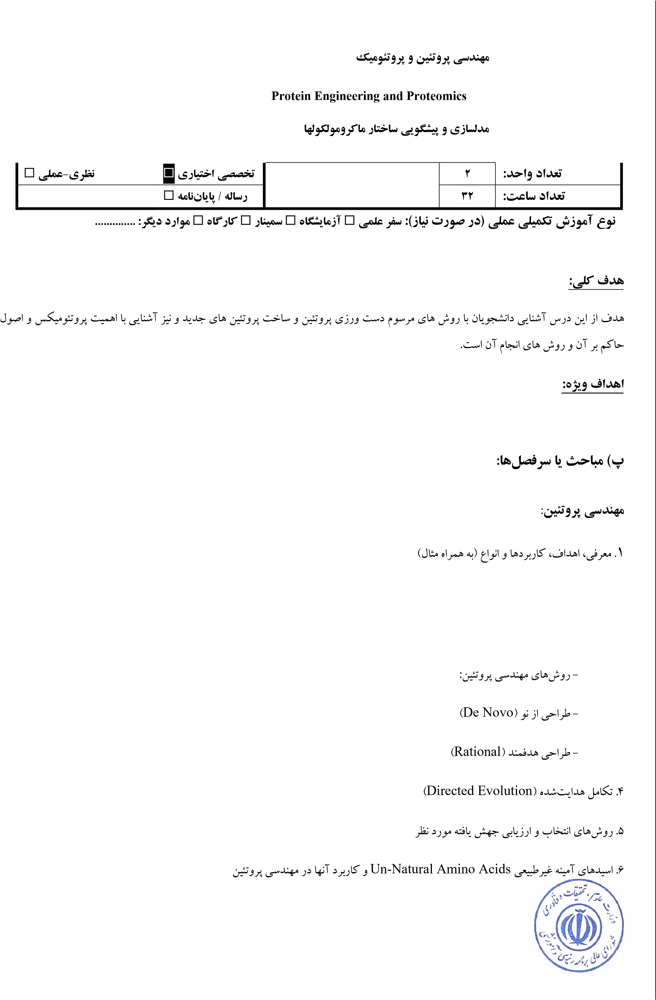 مهندسی پروتئین و پروتئومیک
Protein Engineering and Proteomics
مدلسازی و پیشگویی ساختار ماکرومولکولها
تعداد واحد: ۲ تخصصی اختیاری ▣ نظری-عملی □
تعداد ساعت: ۳۲ رساله / پایان‌نامه □
نوع آموزش تکمیلی عملی (در صورت نیاز): سفر علمی □ آزمایشگاه □ سمینار □ کارگاه □ موارد دیگر: ..............
هدف کلی:
هدف از این درس آشنایی دانشجویان با روش های مرسوم دست ورزی پروتئین و ساخت پروتئین های جدید و نیز آشنایی با اهمیت پروتئومیکس و اصول
حاکم بر آن و روش های انجام آن است.
اهداف ویژه:
پ) مباحث یا سرفصل‌ها:
مهندسی پروتئین:
۱. معرفی، اهداف، کاربردها و انواع (به همراه مثال)
- روش‌های مهندسی پروتئین:
- طراحی از نو (De Novo)
- طراحی هدفمند (Rational)
۴. تکامل هدایت‌شده (Directed Evolution)
۵. روش‌های انتخاب و ارزیابی جهش یافته مورد نظر
۶. اسیدهای آمینه غیرطبیعی Un-Natural Amino Acids و کاربرد آنها در مهندسی پروتئین
وزارت علوم، تحقیقات و فنآوری
شورای عالی برنامه ریزی و آموزشی